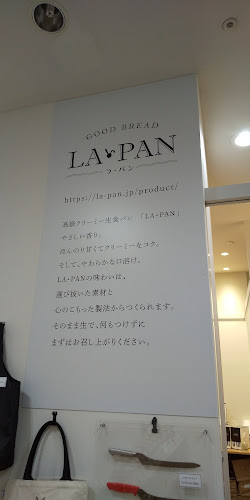 GOOD BREAD
LA PAN
ラ・パン
https://la-pan.jp/product/
高級クリーミー生食パン 「LA・PAN」
やさしい香り。
ほんのり甘くてクリーミーなコク。
そして、やわらかな口溶け。
LA・PANの味わいは、
選び抜いた素材と
心のこもった製法からつくられます。
そのまま生で、何もつけずに
まずはお召し上がりください。